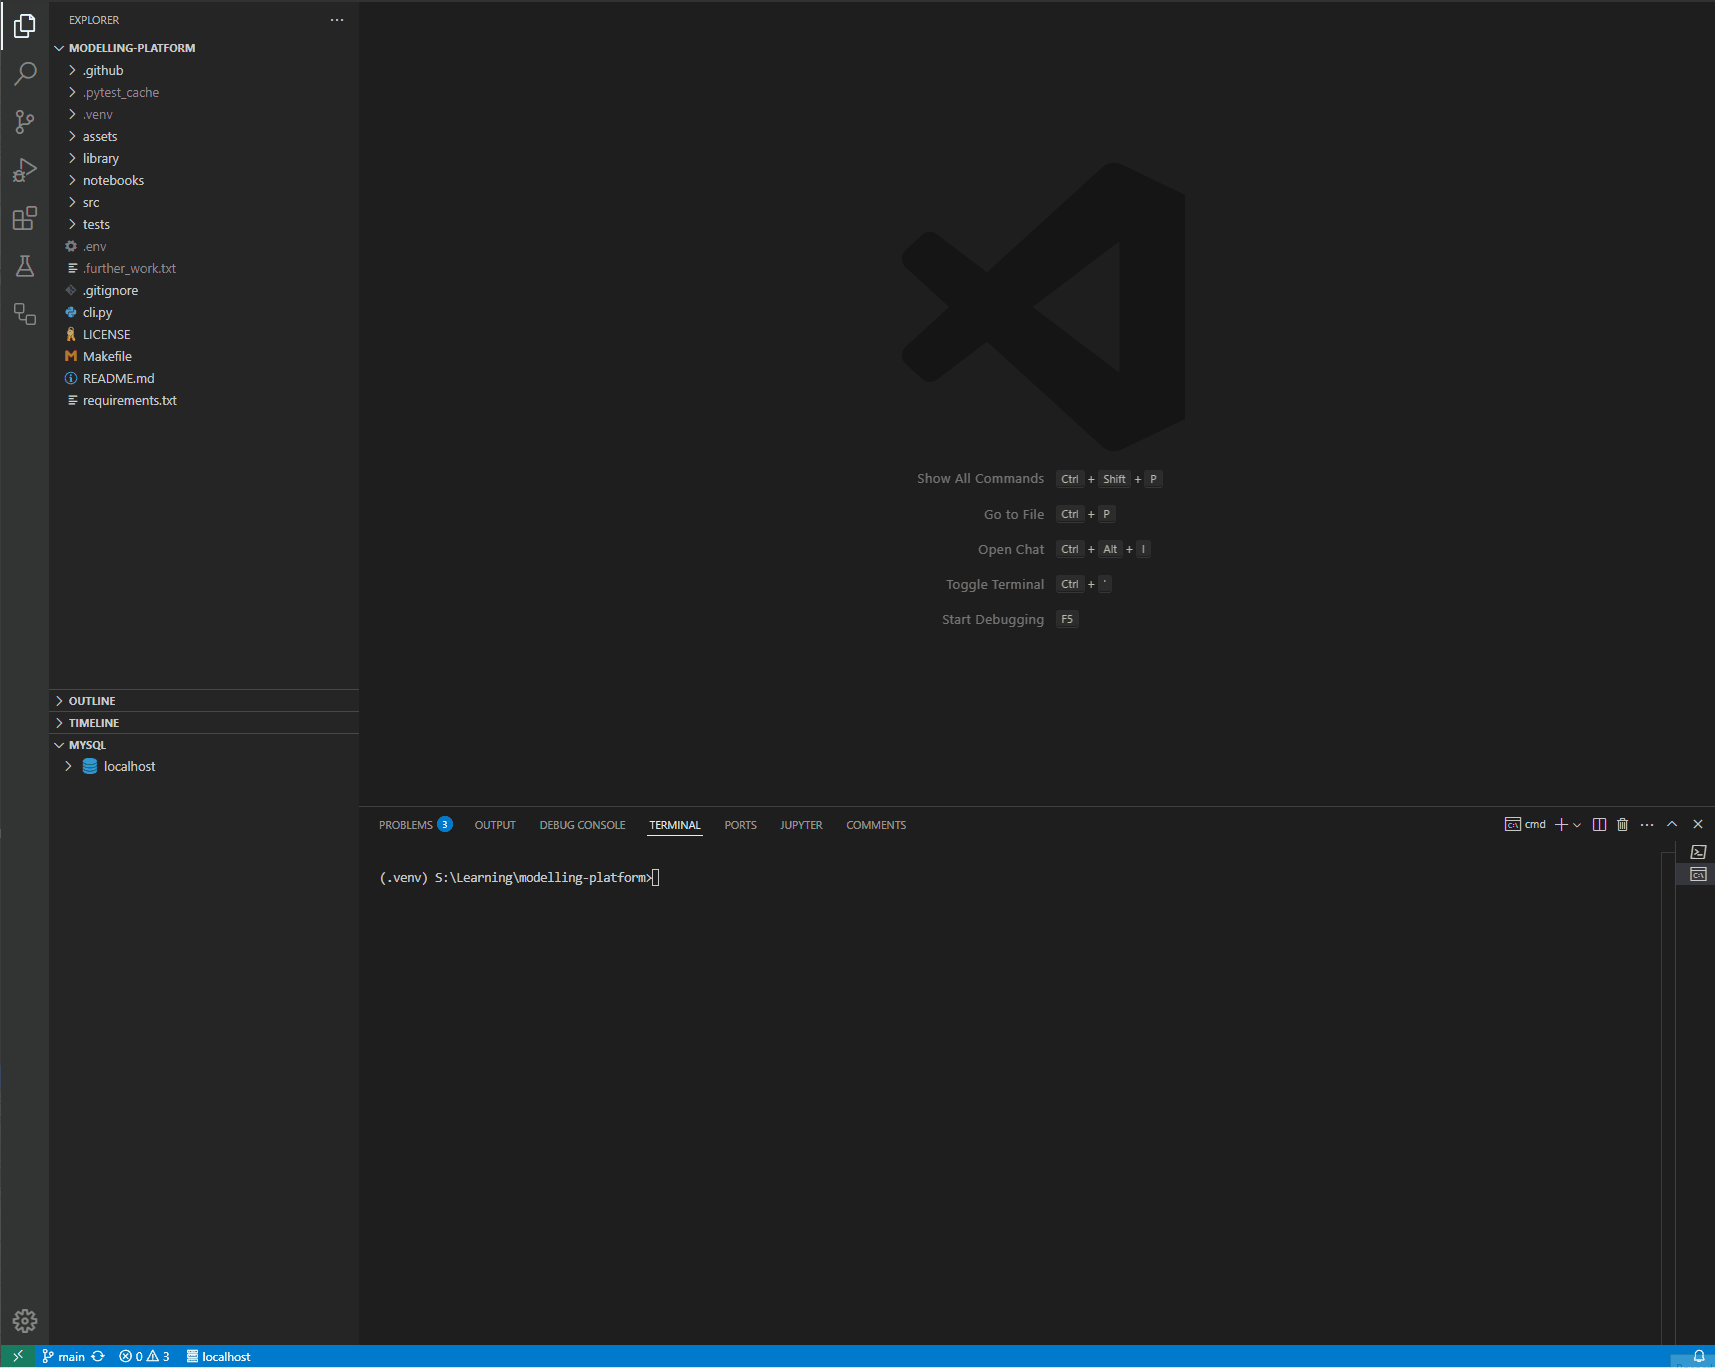 EXPLORER
MODELLING-PLATFORM
.github
.pytest_cache
.venv
assets
library
notebooks
src
tests
.env
.further_work.txt
.gitignore
cli.py
LICENSE
M Makefile
README.md
requirements.txt
OUTLINE
TIMELINE
MYSQL
localhost
Show All Commands Ctrl + Shift + P
Go to File Ctrl + P
Open Chat Ctrl + Alt + I
Toggle Terminal Ctrl + `
Start Debugging F5
PROBLEMS 3 OUTPUT DEBUG CONSOLE TERMINAL PORTS JUPYTER COMMENTS cmd
(.venv) S:\Learning\modelling-platform>
main 0 3 localhost